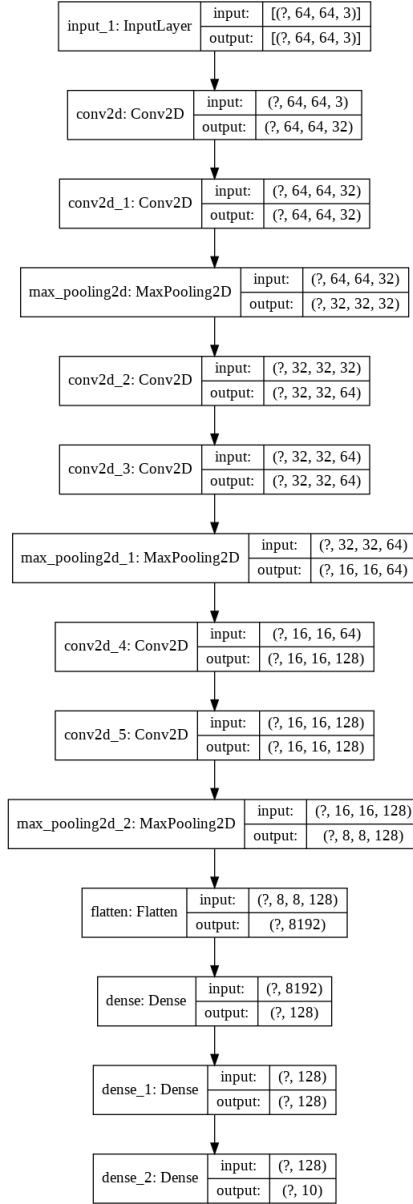 input_1: InputLayer
input: [(?, 64, 64, 3)]
output: [(?, 64, 64, 3)]
conv2d: Conv2D
input: (?, 64, 64, 3)
output: (?, 64, 64, 32)
conv2d_1: Conv2D
input: (?, 64, 64, 32)
output: (?, 64, 64, 32)
max_pooling2d: MaxPooling2D
input: (?, 64, 64, 32)
output: (?, 32, 32, 32)
conv2d_2: Conv2D
input: (?, 32, 32, 32)
output: (?, 32, 32, 64)
conv2d_3: Conv2D
input: (?, 32, 32, 64)
output: (?, 32, 32, 64)
max_pooling2d_1: MaxPooling2D
input: (?, 32, 32, 64)
output: (?, 16, 16, 64)
conv2d_4: Conv2D
input: (?, 16, 16, 64)
output: (?, 16, 16, 128)
conv2d_5: Conv2D
input: (?, 16, 16, 128)
output: (?, 16, 16, 128)
max_pooling2d_2: MaxPooling2D
input: (?, 16, 16, 128)
output: (?, 8, 8, 128)
flatten: Flatten
input: (?, 8, 8, 128)
output: (?, 8192)
dense: Dense
input: (?, 8192)
output: (?, 128)
dense_1: Dense
input: (?, 128)
output: (?, 128)
dense_2: Dense
input: (?, 128)
output: (?, 10)